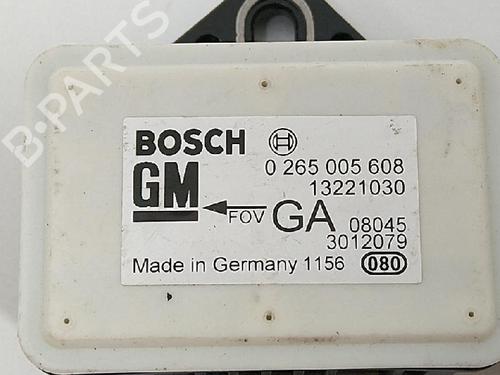 B-PARTS
BOSCH
0 265 005 608
GM
13221030
FOV
GA
08045
3012079
Made in Germany 1156
080